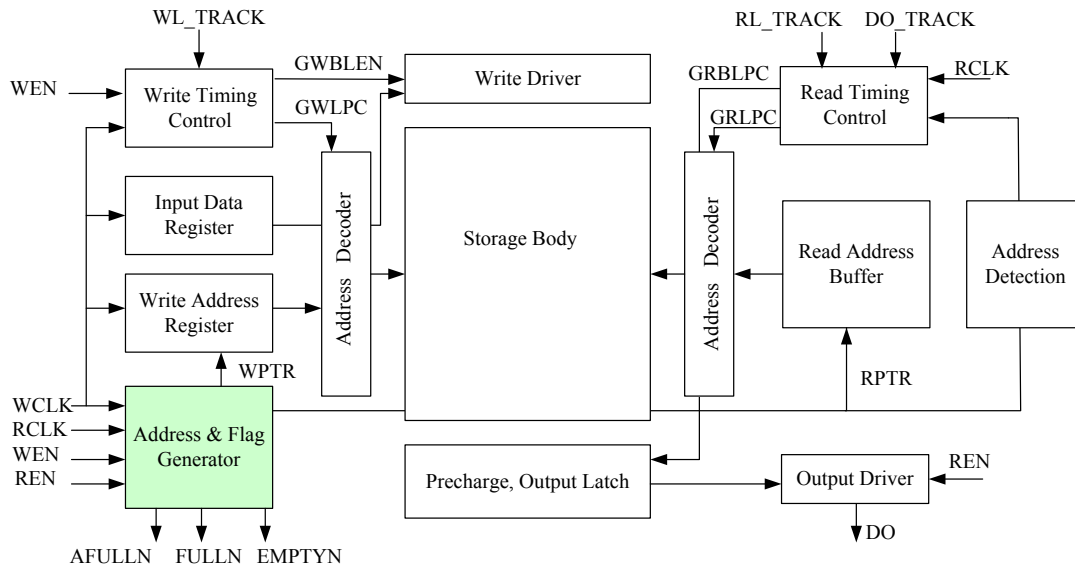 WL_TRACK
RL_TRACK
DO_TRACK
WEN
GWBLEN
Write Driver
GRBLPC
RCLK
Write Timing
Control
GWLPC
GRLPC
Read Timing
Control
Input Data
Register
Address Decoder
Storage Body
Address Decoder
Read Address
Buffer
Address
Detection
Write Address
Register
WPTR
RPTR
WCLK
RCLK
WEN
REN
Address & Flag
Generator
Precharge, Output Latch
Output Driver
REN
AFULLN
FULLN
EMPTYN
DO